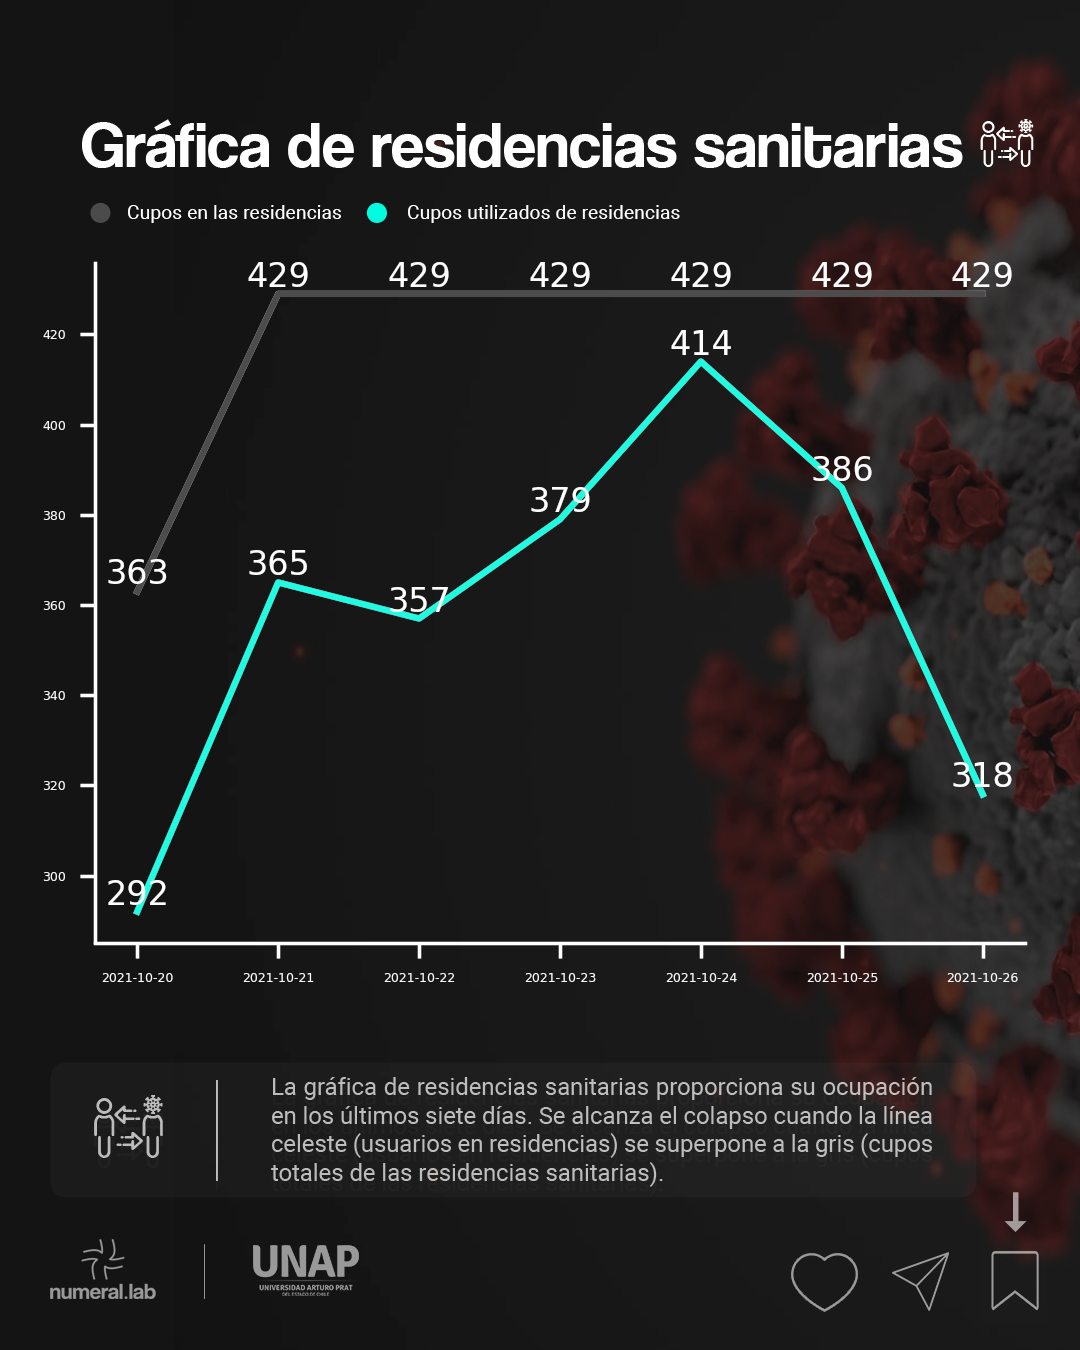 Gráfica de residencias sanitarias
Cupos en las residencias
Cupos utilizados de residencias
429 429 429 429 429 429
420
414
400
386
380
379
363
365
357
360
340
320
318
300
292
2021-10-20 2021-10-21 2021-10-22 2021-10-23 2021-10-24 2021-10-25 2021-10-26
La gráfica de residencias sanitarias proporciona su ocupación
en los últimos siete días. Se alcanza el colapso cuando la línea
celeste (usuarios en residencias) se superpone a la gris (cupos
totales de las residencias sanitarias).
numeral.lab
UNAP
UNIVERSIDAD ARTURO PRAT
DEL ESTADO DE CHILE